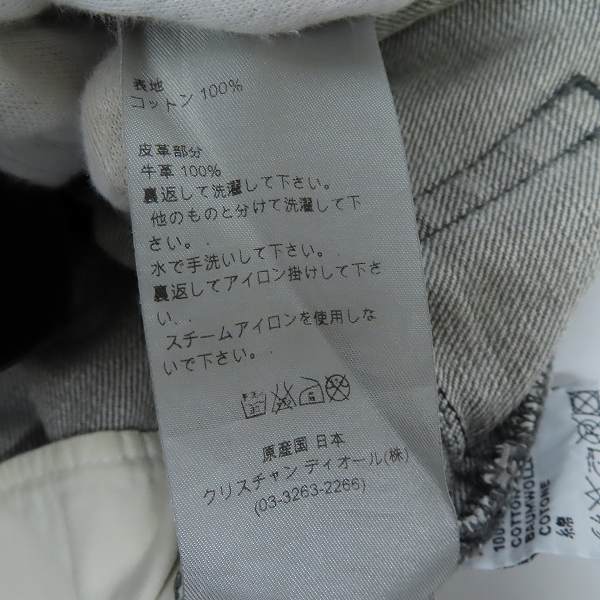 表地
コットン 100%
皮革部分
牛革 100%
裏返して洗濯して下さい。
他のものと分けて洗濯して下
さい。.
水で手洗いして下さい。
裏返してアイロン掛けして下さ
い. .
スチームアイロンを使用しな
いで下さい。.
原産国 日本
クリスチャン ディオール(株)
(03-3263-2266)
100%
COTTON
BAUMWOLLE
COTONE
綿